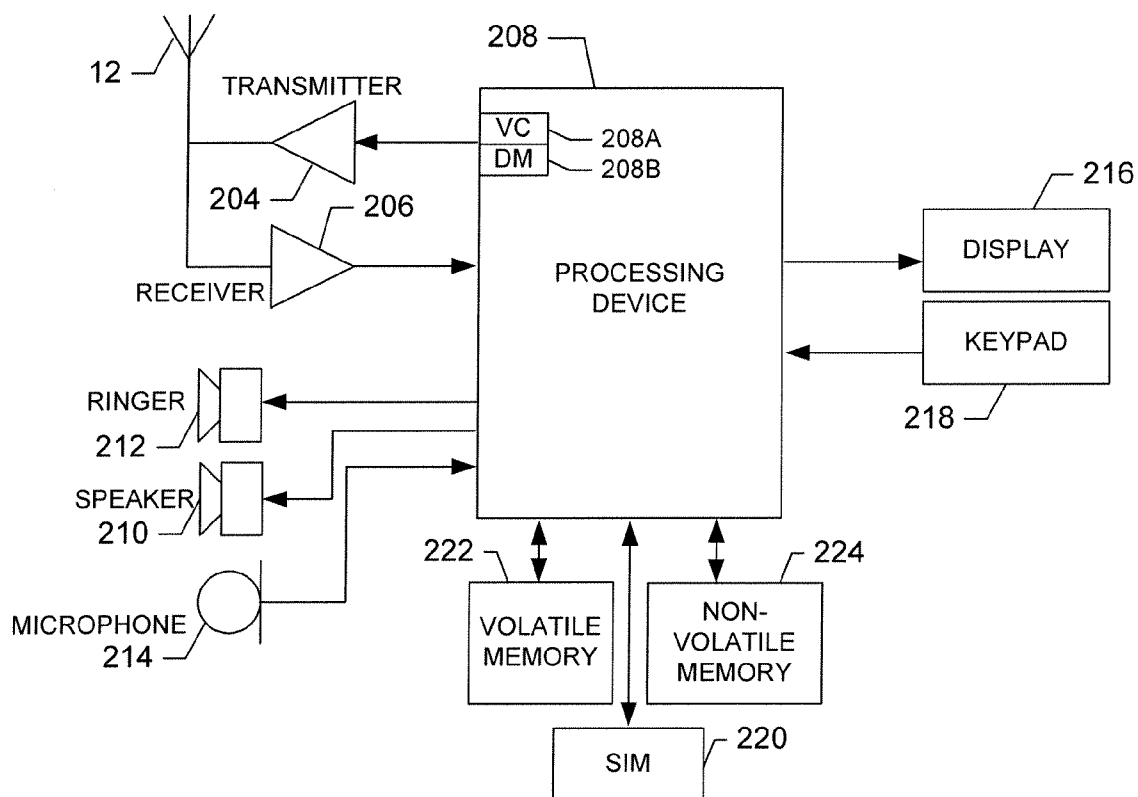 12
208
TRANSMITTER
VC
208A
DM
208B
204
206
216
DISPLAY
RECEIVER
PROCESSING
DEVICE
KEYPAD
218
RINGER
212
SPEAKER
210
222
224
MICROPHONE
214
VOLATILE
MEMORY
NON-
VOLATILE
MEMORY
SIM
220